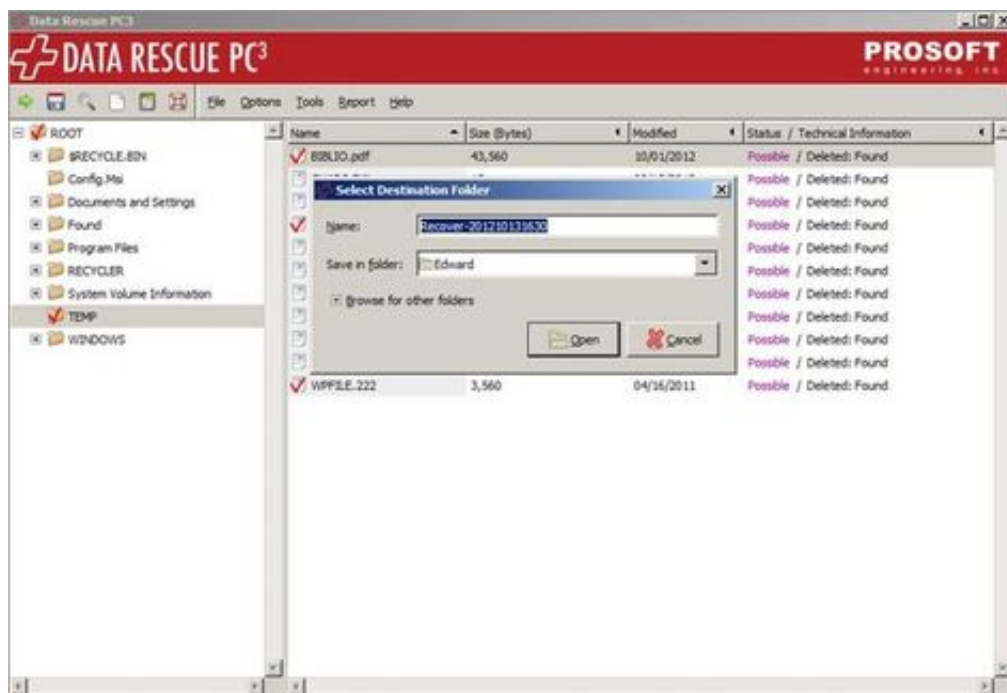 Data Rescue PC3
DATA RESCUE PC3
PROSOFT
engineering, inc
File Options Tools Report Help
ROOT
$RECYCLE.BIN
Config.Msi
Documents and Settings
Found
Program Files
RECYCLER
System Volume Information
TEMP
WINDOWS
Name Size (Bytes) Modified Status / Technical Information
BIBLIO.pdf 43,560 10/01/2012 Possible / Deleted: Found
Possible / Deleted: Found
Possible / Deleted: Found
Possible / Deleted: Found
Possible / Deleted: Found
Possible / Deleted: Found
Possible / Deleted: Found
Possible / Deleted: Found
Possible / Deleted: Found
Possible / Deleted: Found
WPFILE.222 3,560 04/16/2011 Possible / Deleted: Found
Select Destination Folder
Name: Recover-201210131630
Save in folder: Edward
Browse for other folders
Open Cancel